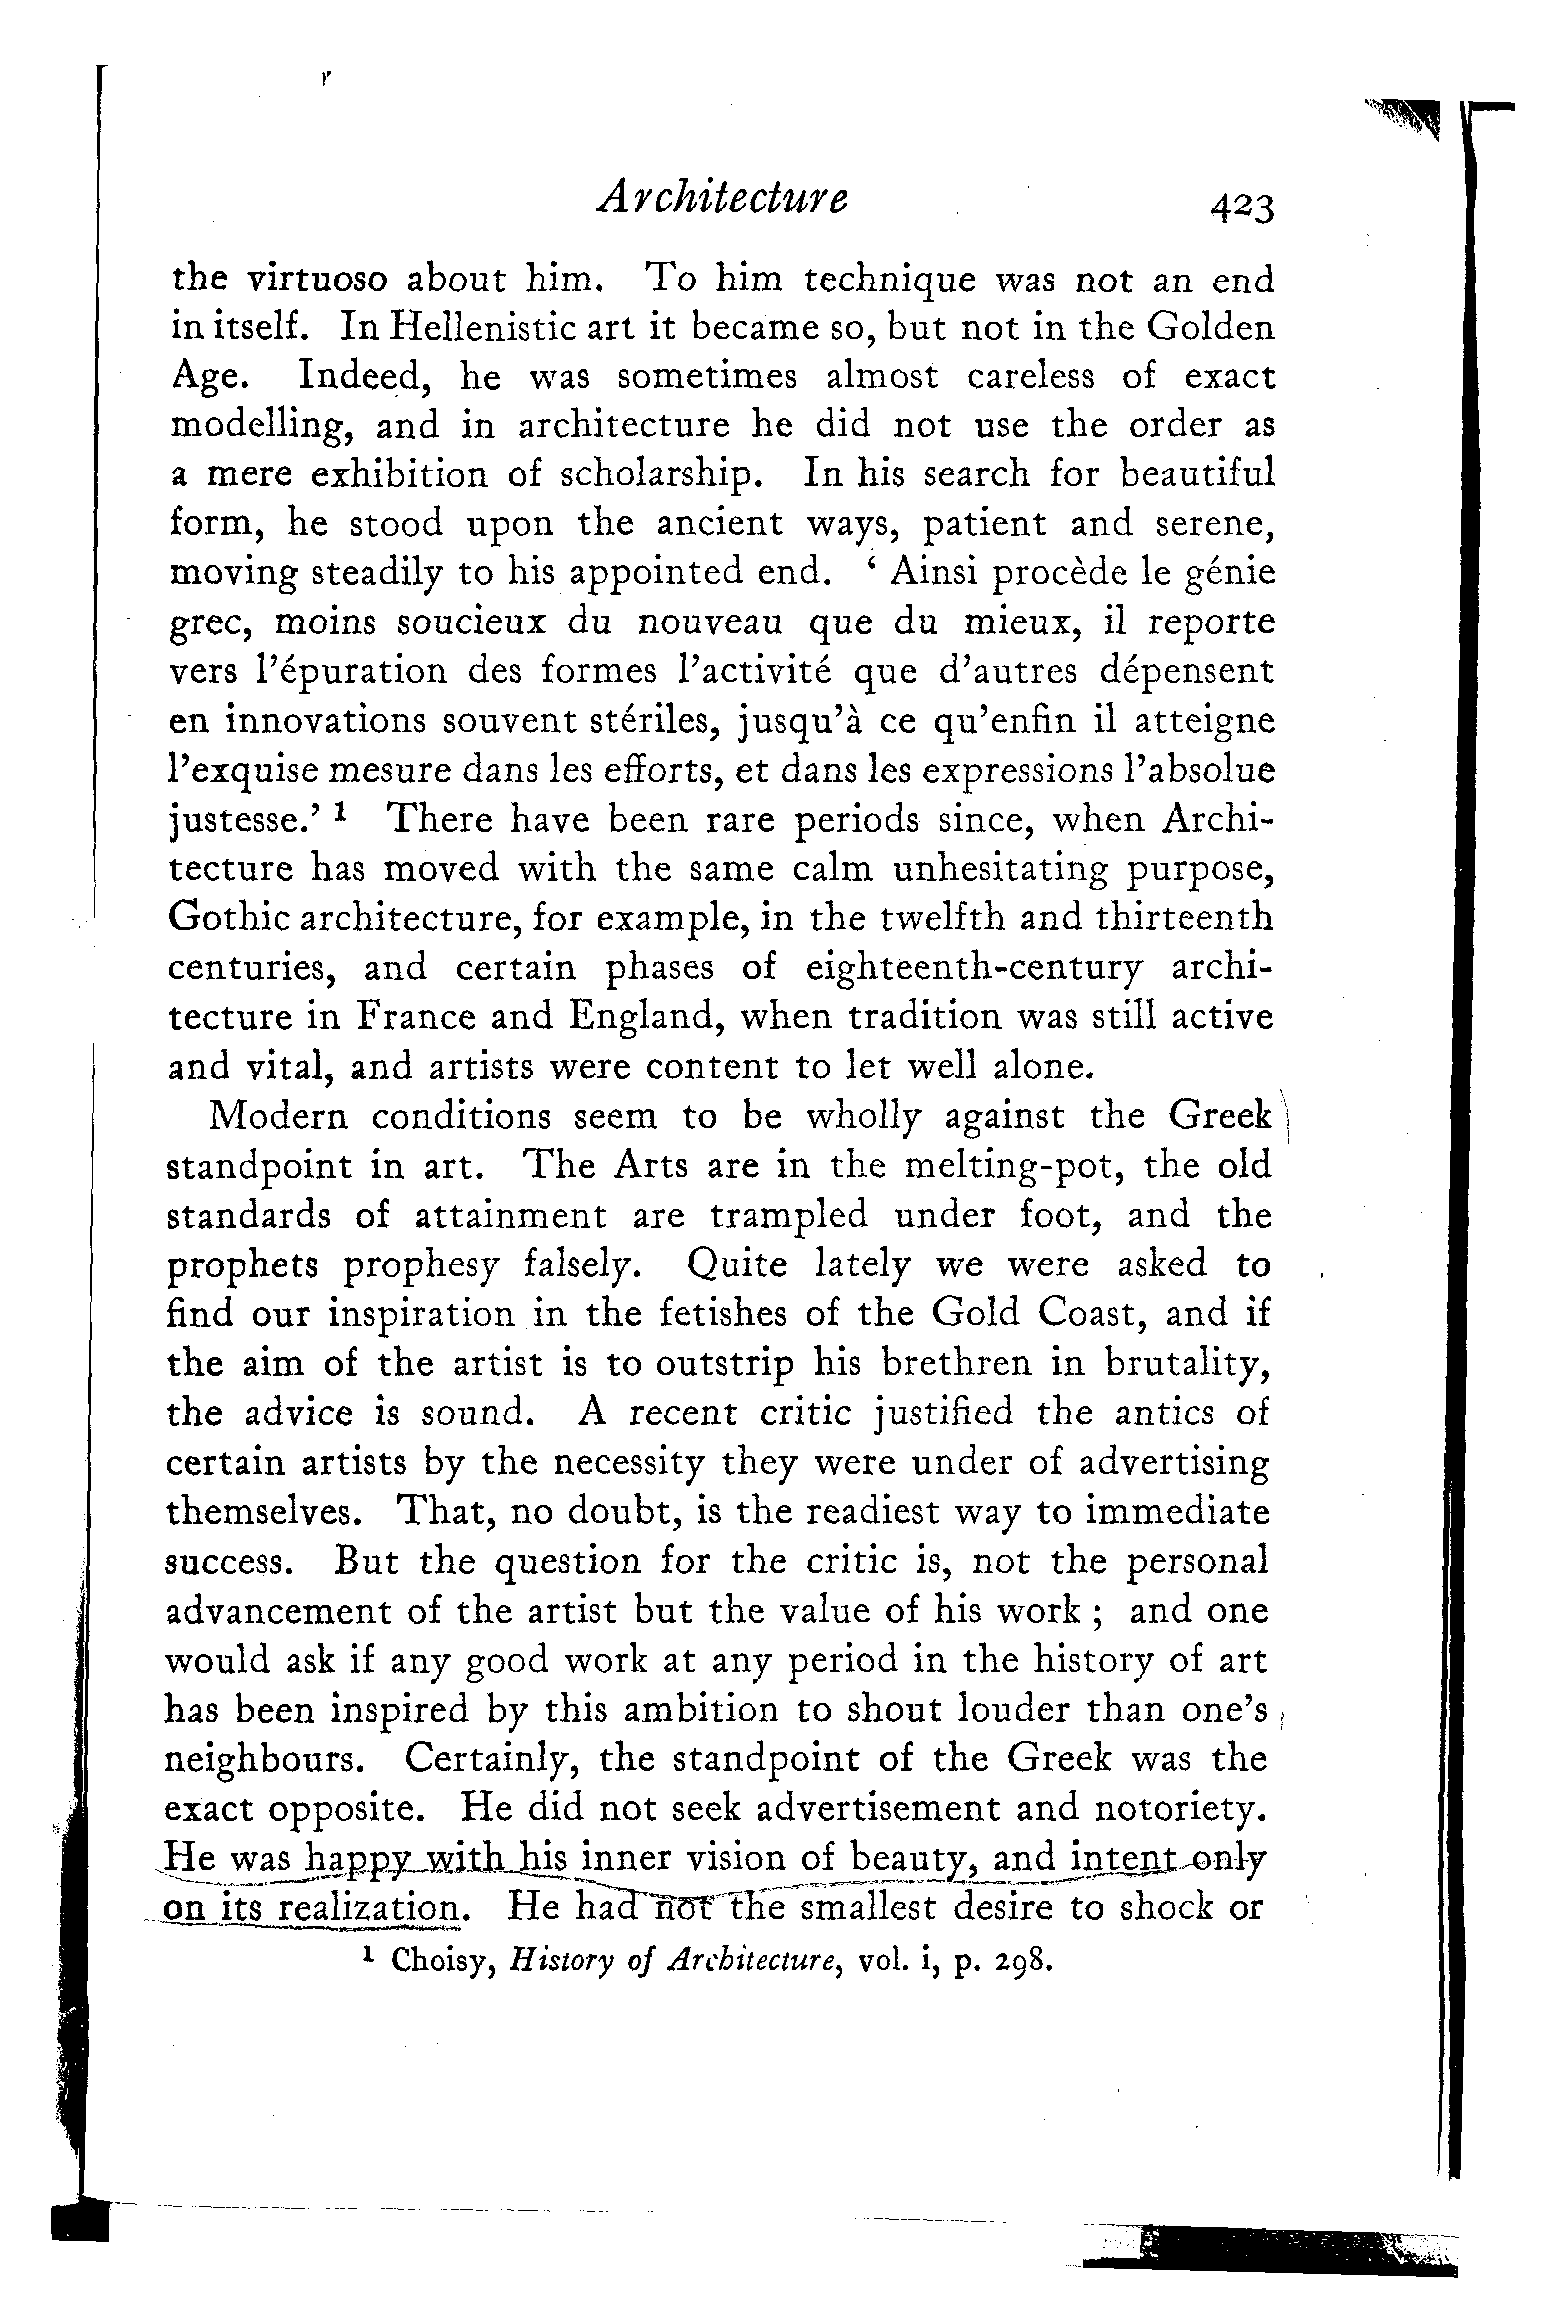 Architecture 423
the virtuoso about him. To him technique was not an end
in itself. In Hellenistic art it became so, but not in the Golden
Age. Indeed, he was sometimes almost careless of exact
modelling, and in architecture he did not use the order as
a mere exhibition of scholarship. In his search for beautiful
form, he stood upon the ancient ways, patient and serene,
moving steadily to his appointed end. ‘ Ainsi procède le génie
grec, moins soucieux du nouveau que du mieux, il reporte
vers l’épuration des formes l’activité que d’autres dépensent
en innovations souvent stériles, jusqu’à ce qu’enfin il atteigne
l’exquise mesure dans les efforts, et dans les expressions l’absolue
justesse.’ ¹ There have been rare periods since, when Archi-
tecture has moved with the same calm unhesitating purpose,
Gothic architecture, for example, in the twelfth and thirteenth
centuries, and certain phases of eighteenth-century archi-
tecture in France and England, when tradition was still active
and vital, and artists were content to let well alone.
Modern conditions seem to be wholly against the Greek
standpoint in art. The Arts are in the melting-pot, the old
standards of attainment are trampled under foot, and the
prophets prophesy falsely. Quite lately we were asked to
find our inspiration in the fetishes of the Gold Coast, and if
the aim of the artist is to outstrip his brethren in brutality,
the advice is sound. A recent critic justified the antics of
certain artists by the necessity they were under of advertising
themselves. That, no doubt, is the readiest way to immediate
success. But the question for the critic is, not the personal
advancement of the artist but the value of his work ; and one
would ask if any good work at any period in the history of art
has been inspired by this ambition to shout louder than one’s
neighbours. Certainly, the standpoint of the Greek was the
exact opposite. He did not seek advertisement and notoriety.
He was happy with his inner vision of beauty, and intent only
on its realization. He had not the smallest desire to shock or
¹ Choisy, History of Architecture, vol. i, p. 298.